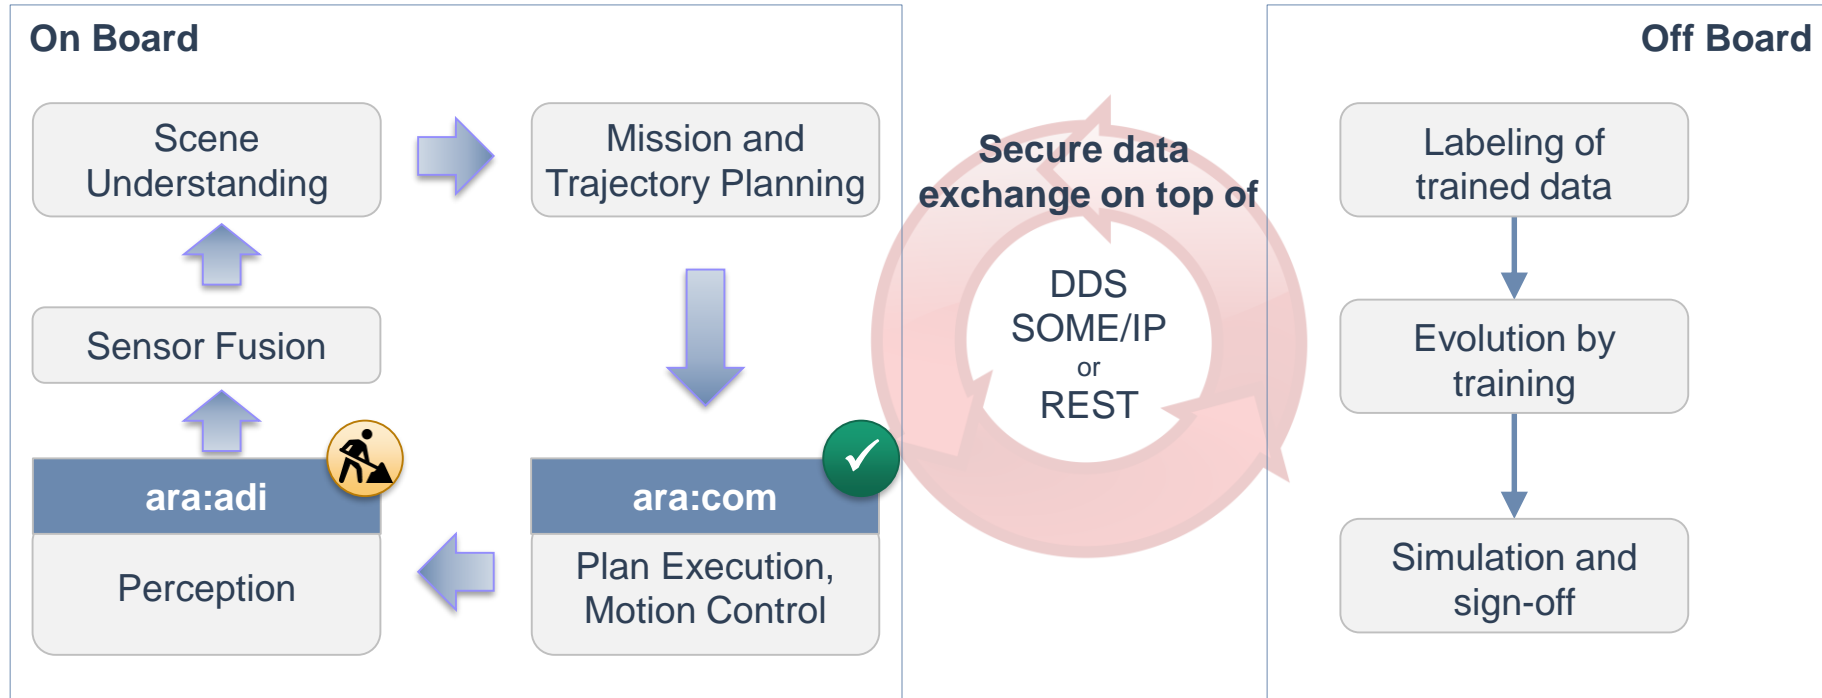 On Board
Scene
Understanding
Mission and
Trajectory Planning
Sensor Fusion
ara:adi
Perception
ara:com
Plan Execution,
Motion Control
Secure data
exchange on top of
DDS
SOME/IP
or
REST
Off Board
Labeling of
trained data
Evolution by
training
Simulation and
sign-off